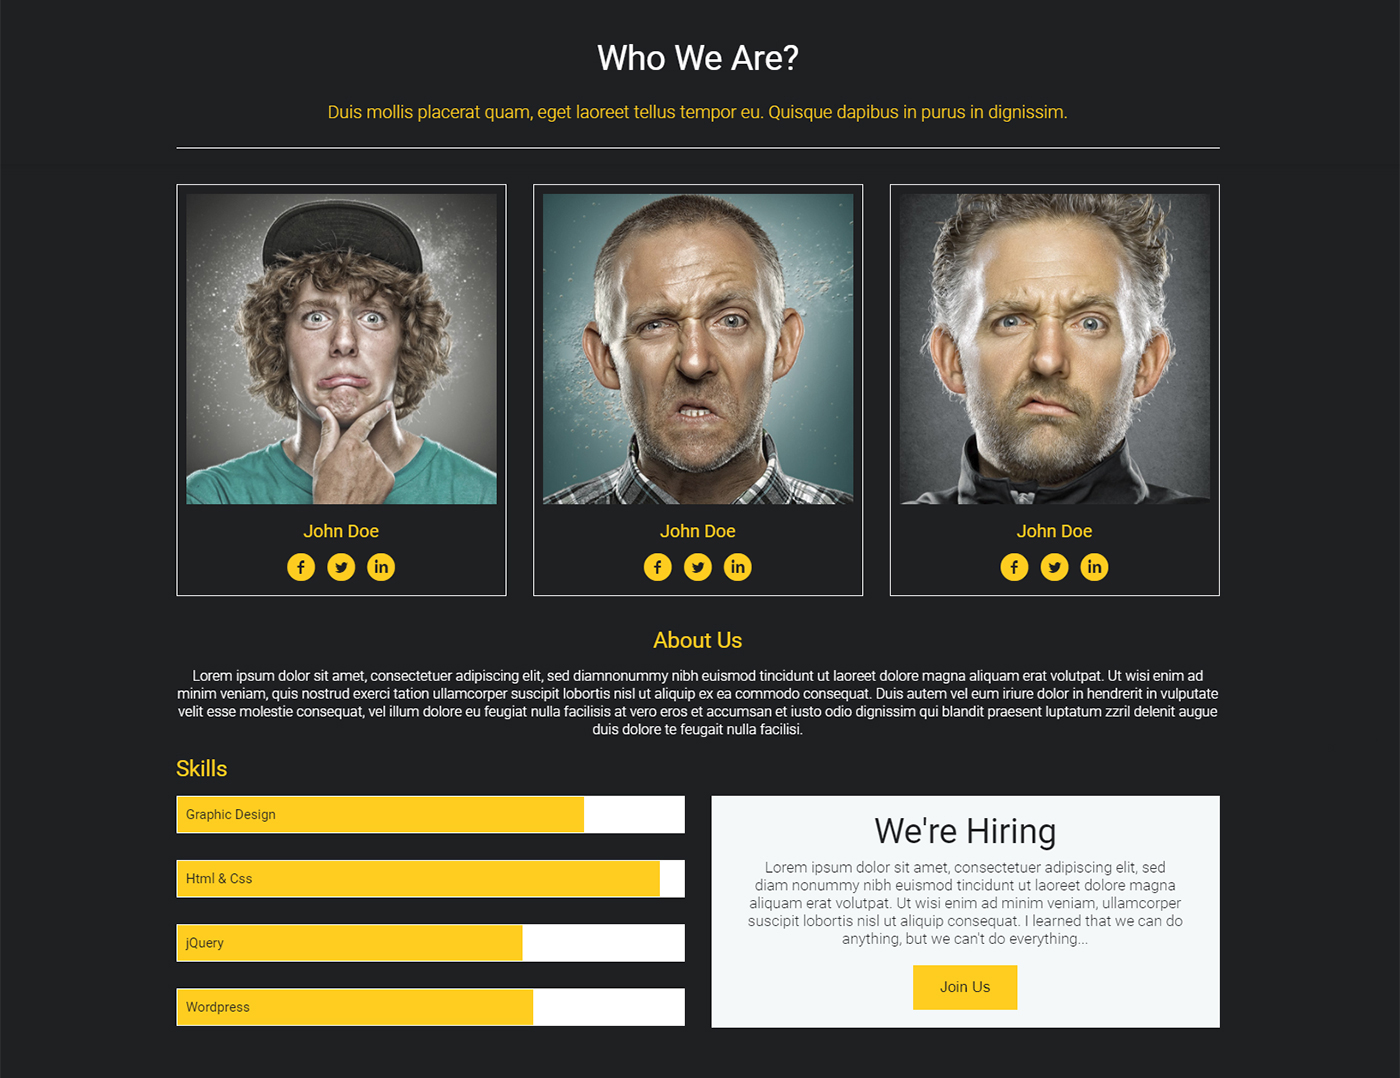 Who We Are?
Duis mollis placerat quam, eget laoreet tellus tempor eu. Quisque dapibus in purus in dignissim.
John Doe
John Doe
John Doe
About Us
Lorem ipsum dolor sit amet, consectetuer adipiscing elit, sed diamnonummy nibh euismod tincidunt ut laoreet dolore magna aliquam erat volutpat. Ut wisi enim ad
minim veniam, quis nostrud exerci tation ullamcorper suscipit lobortis nisl ut aliquip ex ea commodo consequat. Duis autem vel eum iriure dolor in hendrerit in vulputate
velit esse molestie consequat, vel illum dolore eu feugiat nulla facilisis at vero eros et accumsan et iusto odio dignissim qui blandit praesent luptatum zzril delenit augue
duis dolore te feugait nulla facilisi.
Skills
Graphic Design
Html & Css
jQuery
Wordpress
We're Hiring
Lorem ipsum dolor sit amet, consectetuer adipiscing elit, sed
diam nonummy nibh euismod tincidunt ut laoreet dolore magna
aliquam erat volutpat. Ut wisi enim ad minim veniam, ullamcorper
suscipit lobortis nisl ut aliquip consequat. I learned that we can do
anything, but we can't do everything...
Join Us